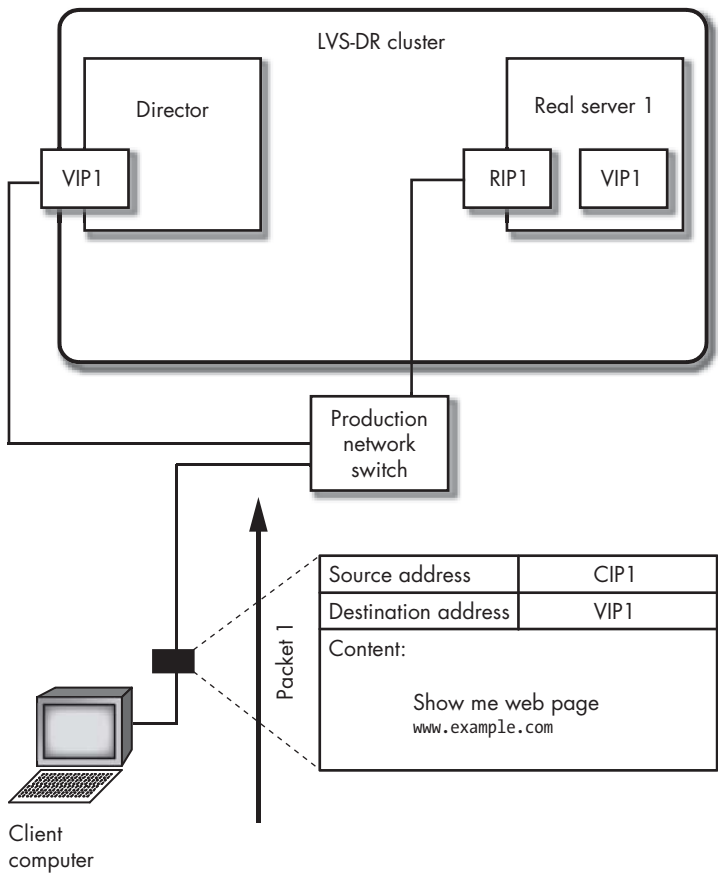 LVS-DR cluster
Director
Real server 1
VIP1
RIP1
VIP1
Production
network
switch
Packet 1
Source address CIP1
Destination address VIP1
Content:
Show me web page
www.example.com
Client
computer